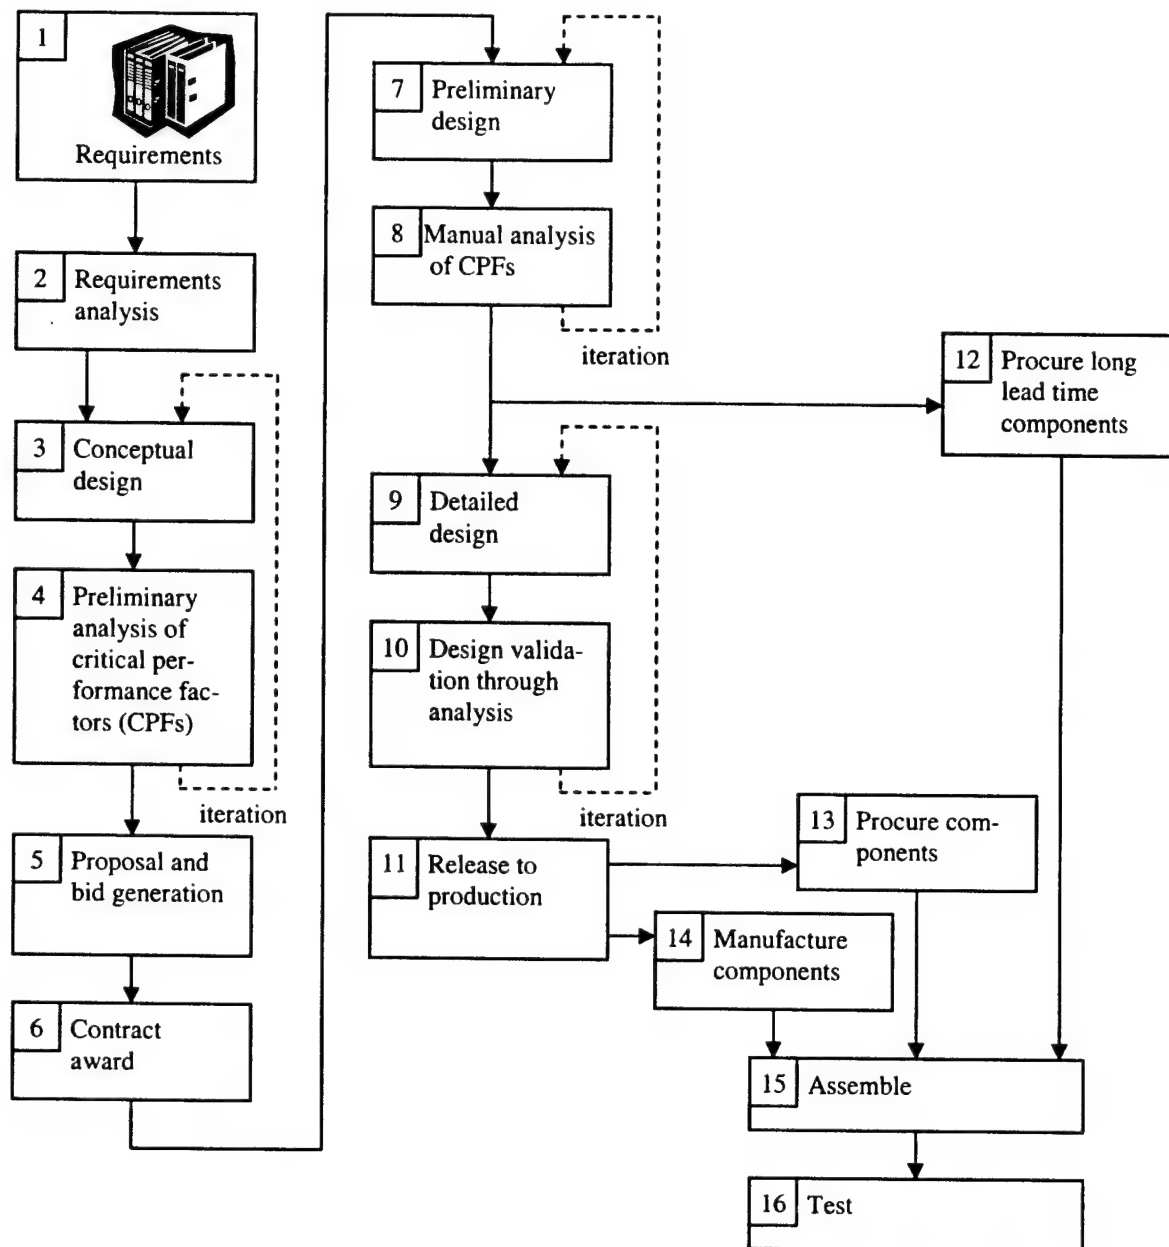 1
Requirements
2
Requirements
analysis
3
Conceptual
design
4
Preliminary
analysis of
critical per-
formance fac-
tors (CPFs)
iteration
5
Proposal and
bid generation
6
Contract
award
7
Preliminary
design
8
Manual analysis
of CPFs
iteration
9
Detailed
design
10
Design valida-
tion through
analysis
iteration
11
Release to
production
12
Procure long
lead time
components
13
Procure com-
ponents
14
Manufacture
components
15
Assemble
16
Test